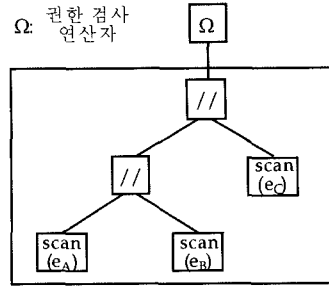 Ω: 권한 검사
연산자
Ω
//
//
scan
(e_C)
scan
(e_A)
scan
(e_B)